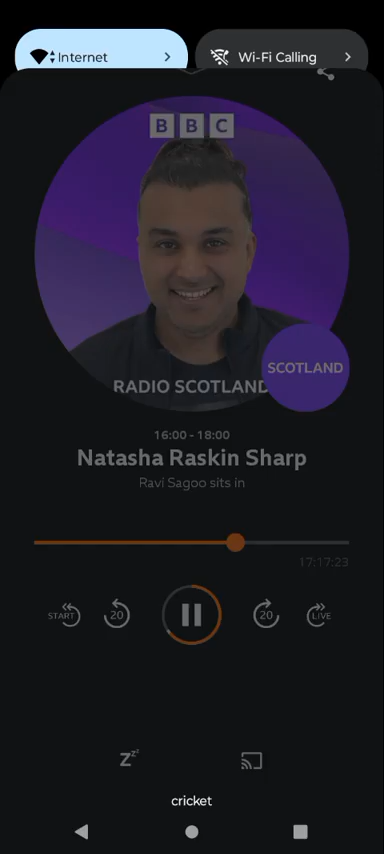 Internet
Wi-Fi Calling
BBC
RADIO SCOTLAND
SCOTLAND
16:00 - 18:00
Natasha Raskin Sharp
Ravi Sagoo sits in
17:17:23
START
20
20
LIVE
Zzz
cricket